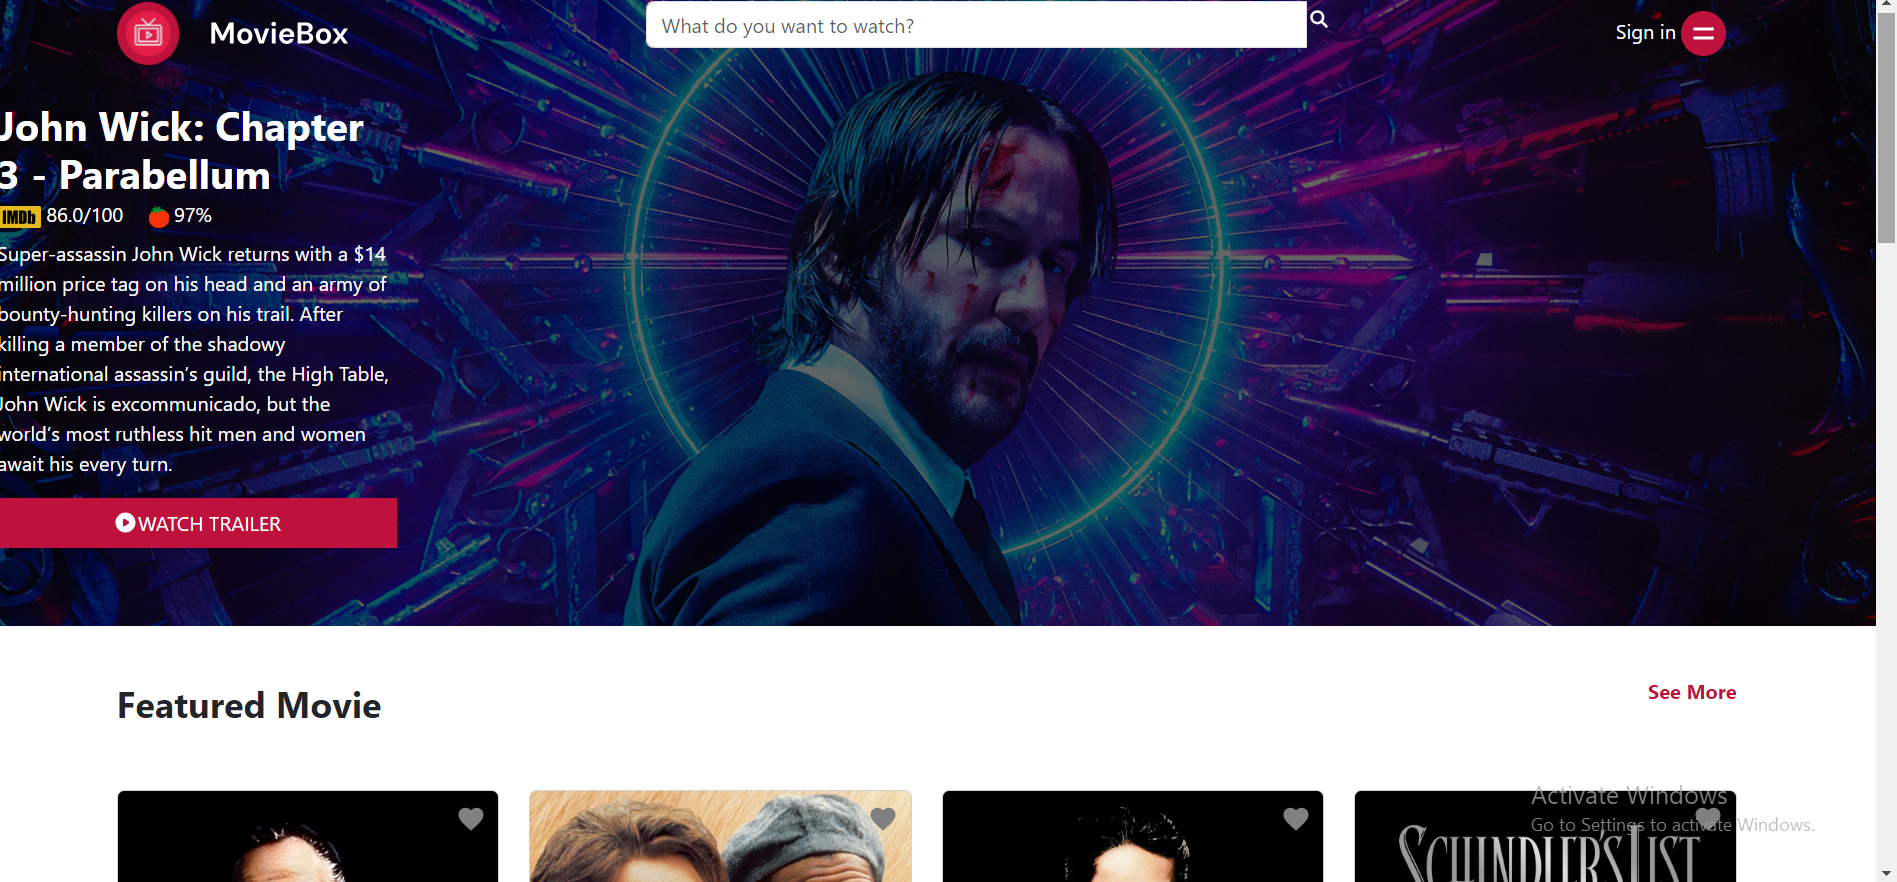 MovieBox
What do you want to watch?
Sign in
John Wick: Chapter
3 - Parabellum
IMDb 86.0/100 97%
Super-assassin John Wick returns with a $14
million price tag on his head and an army of
bounty-hunting killers on his trail. After
killing a member of the shadowy
international assassin’s guild, the High Table,
John Wick is excommunicado, but the
world’s most ruthless hit men and women
await his every turn.
WATCH TRAILER
Featured Movie
See More
SCHINDLER'S LIST
Activate Windows
Go to Settings to activate Windows.